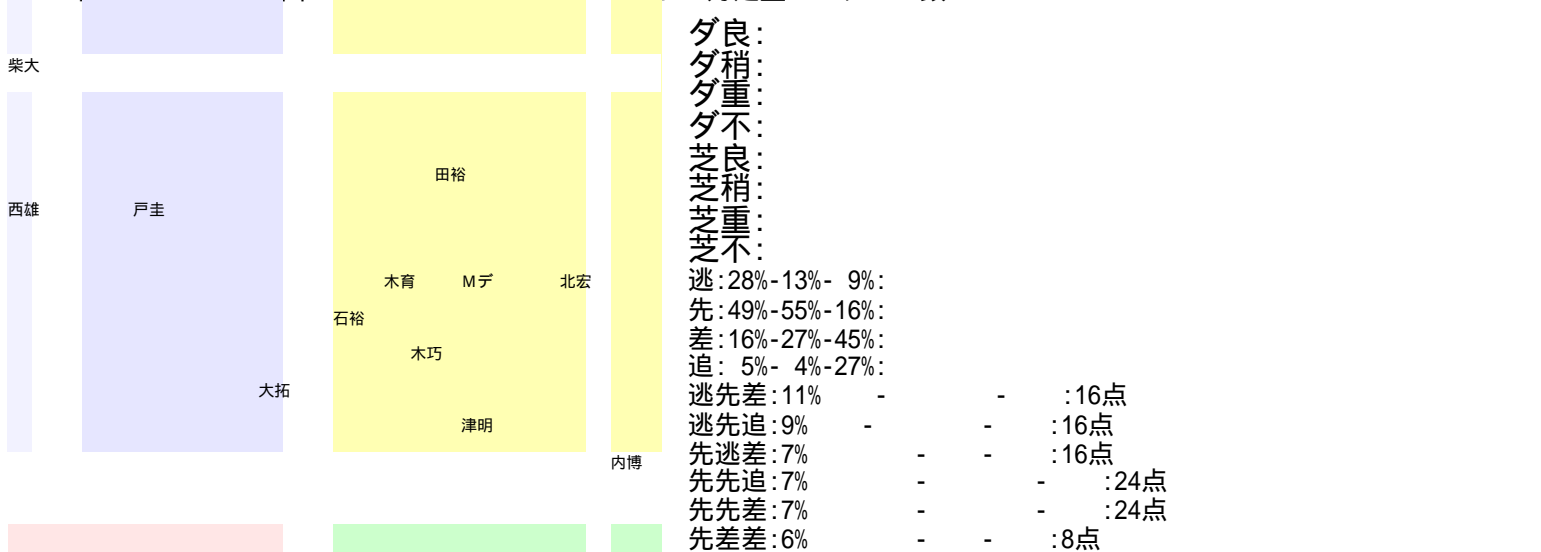 柴大
田裕
西雄 戸圭
木育 Mデ 北宏
石裕
木巧
大拓
津明
内博
ダ良:
ダ稍:
ダ重:
ダ不:
芝良:
芝稍:
芝重:
芝不:
逃:28%-13%- 9%:
先:49%-55%-16%:
差:16%-27%-45%:
追: 5%- 4%-27%:
逃先差:11% - - :16点
逃先追:9% - - :16点
先逃差:7% - - :16点
先先追:7% - - :24点
先先差:7% - - :24点
先差差:6% - - :8点